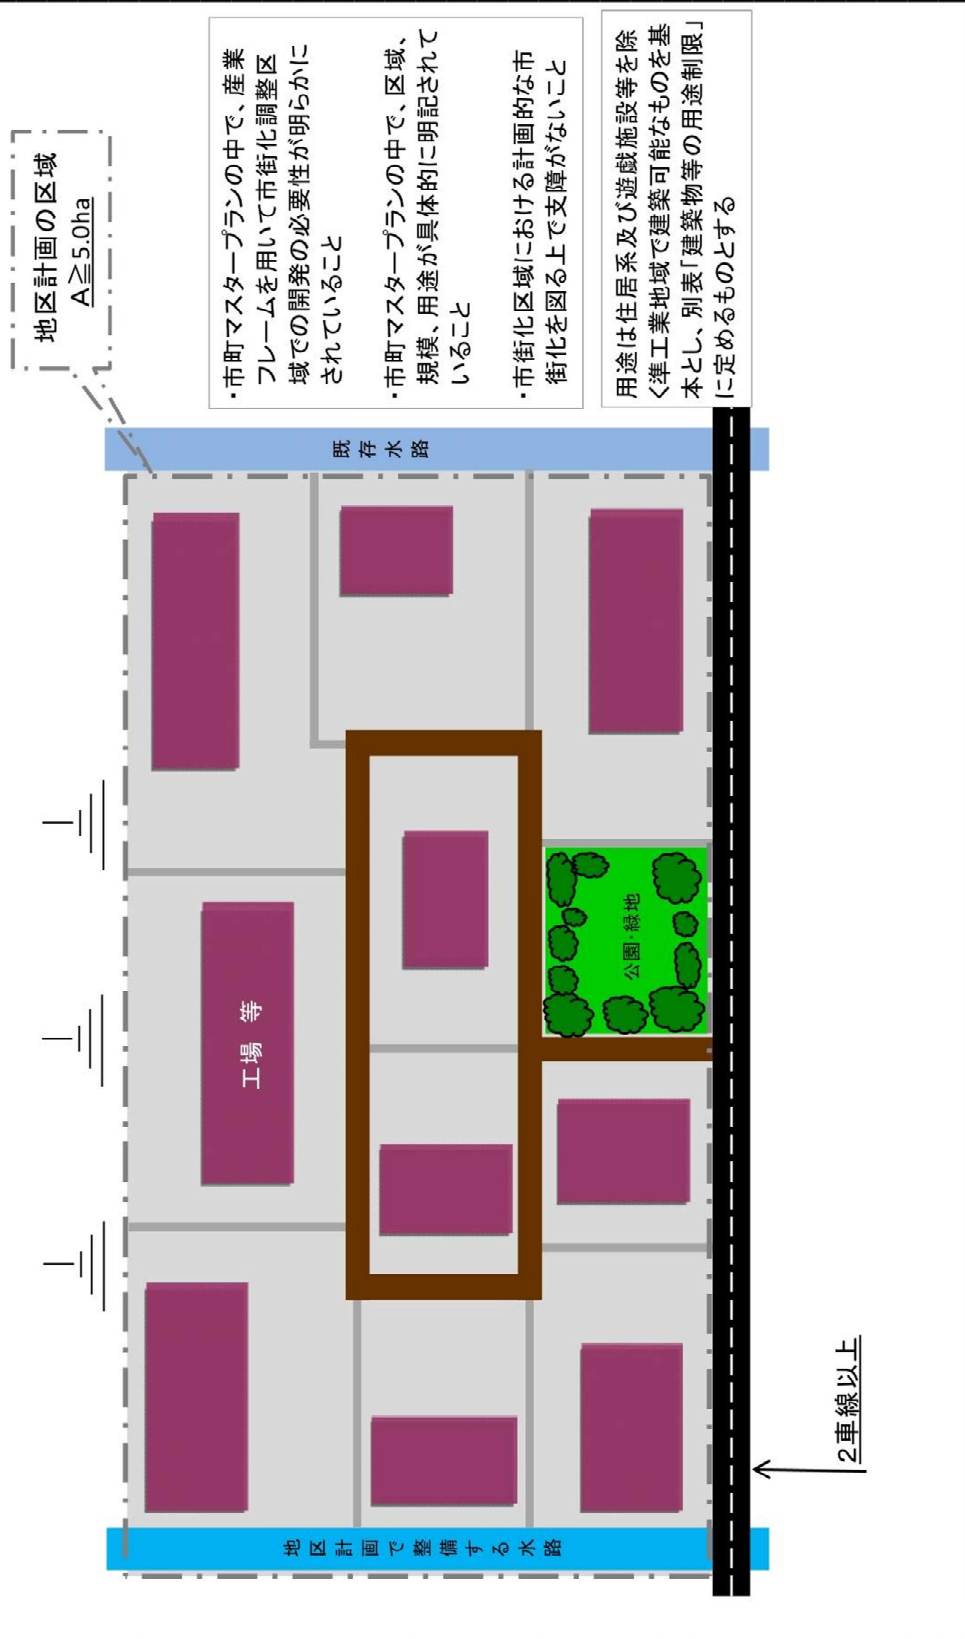 地区計画の区域
A≧5.0ha
・市町マスタープランの中で、産業
フレームを用いて市街化調整区
域での開発の必要性が明らかに
されていること
・市町マスタープランの中で、区域、
規模、用途が具体的に明記されて
いること
・市街化区域における計画的な市
街化を図る上で支障がないこと
用途は住居系及び遊戯施設等を除
く準工業地域で建築可能なものを基
本とし、別表「建築物等の用途制限」
に定めるものとする
既存水路
工場 等
公園・緑地
地区計画で整備する水路
2車線以上